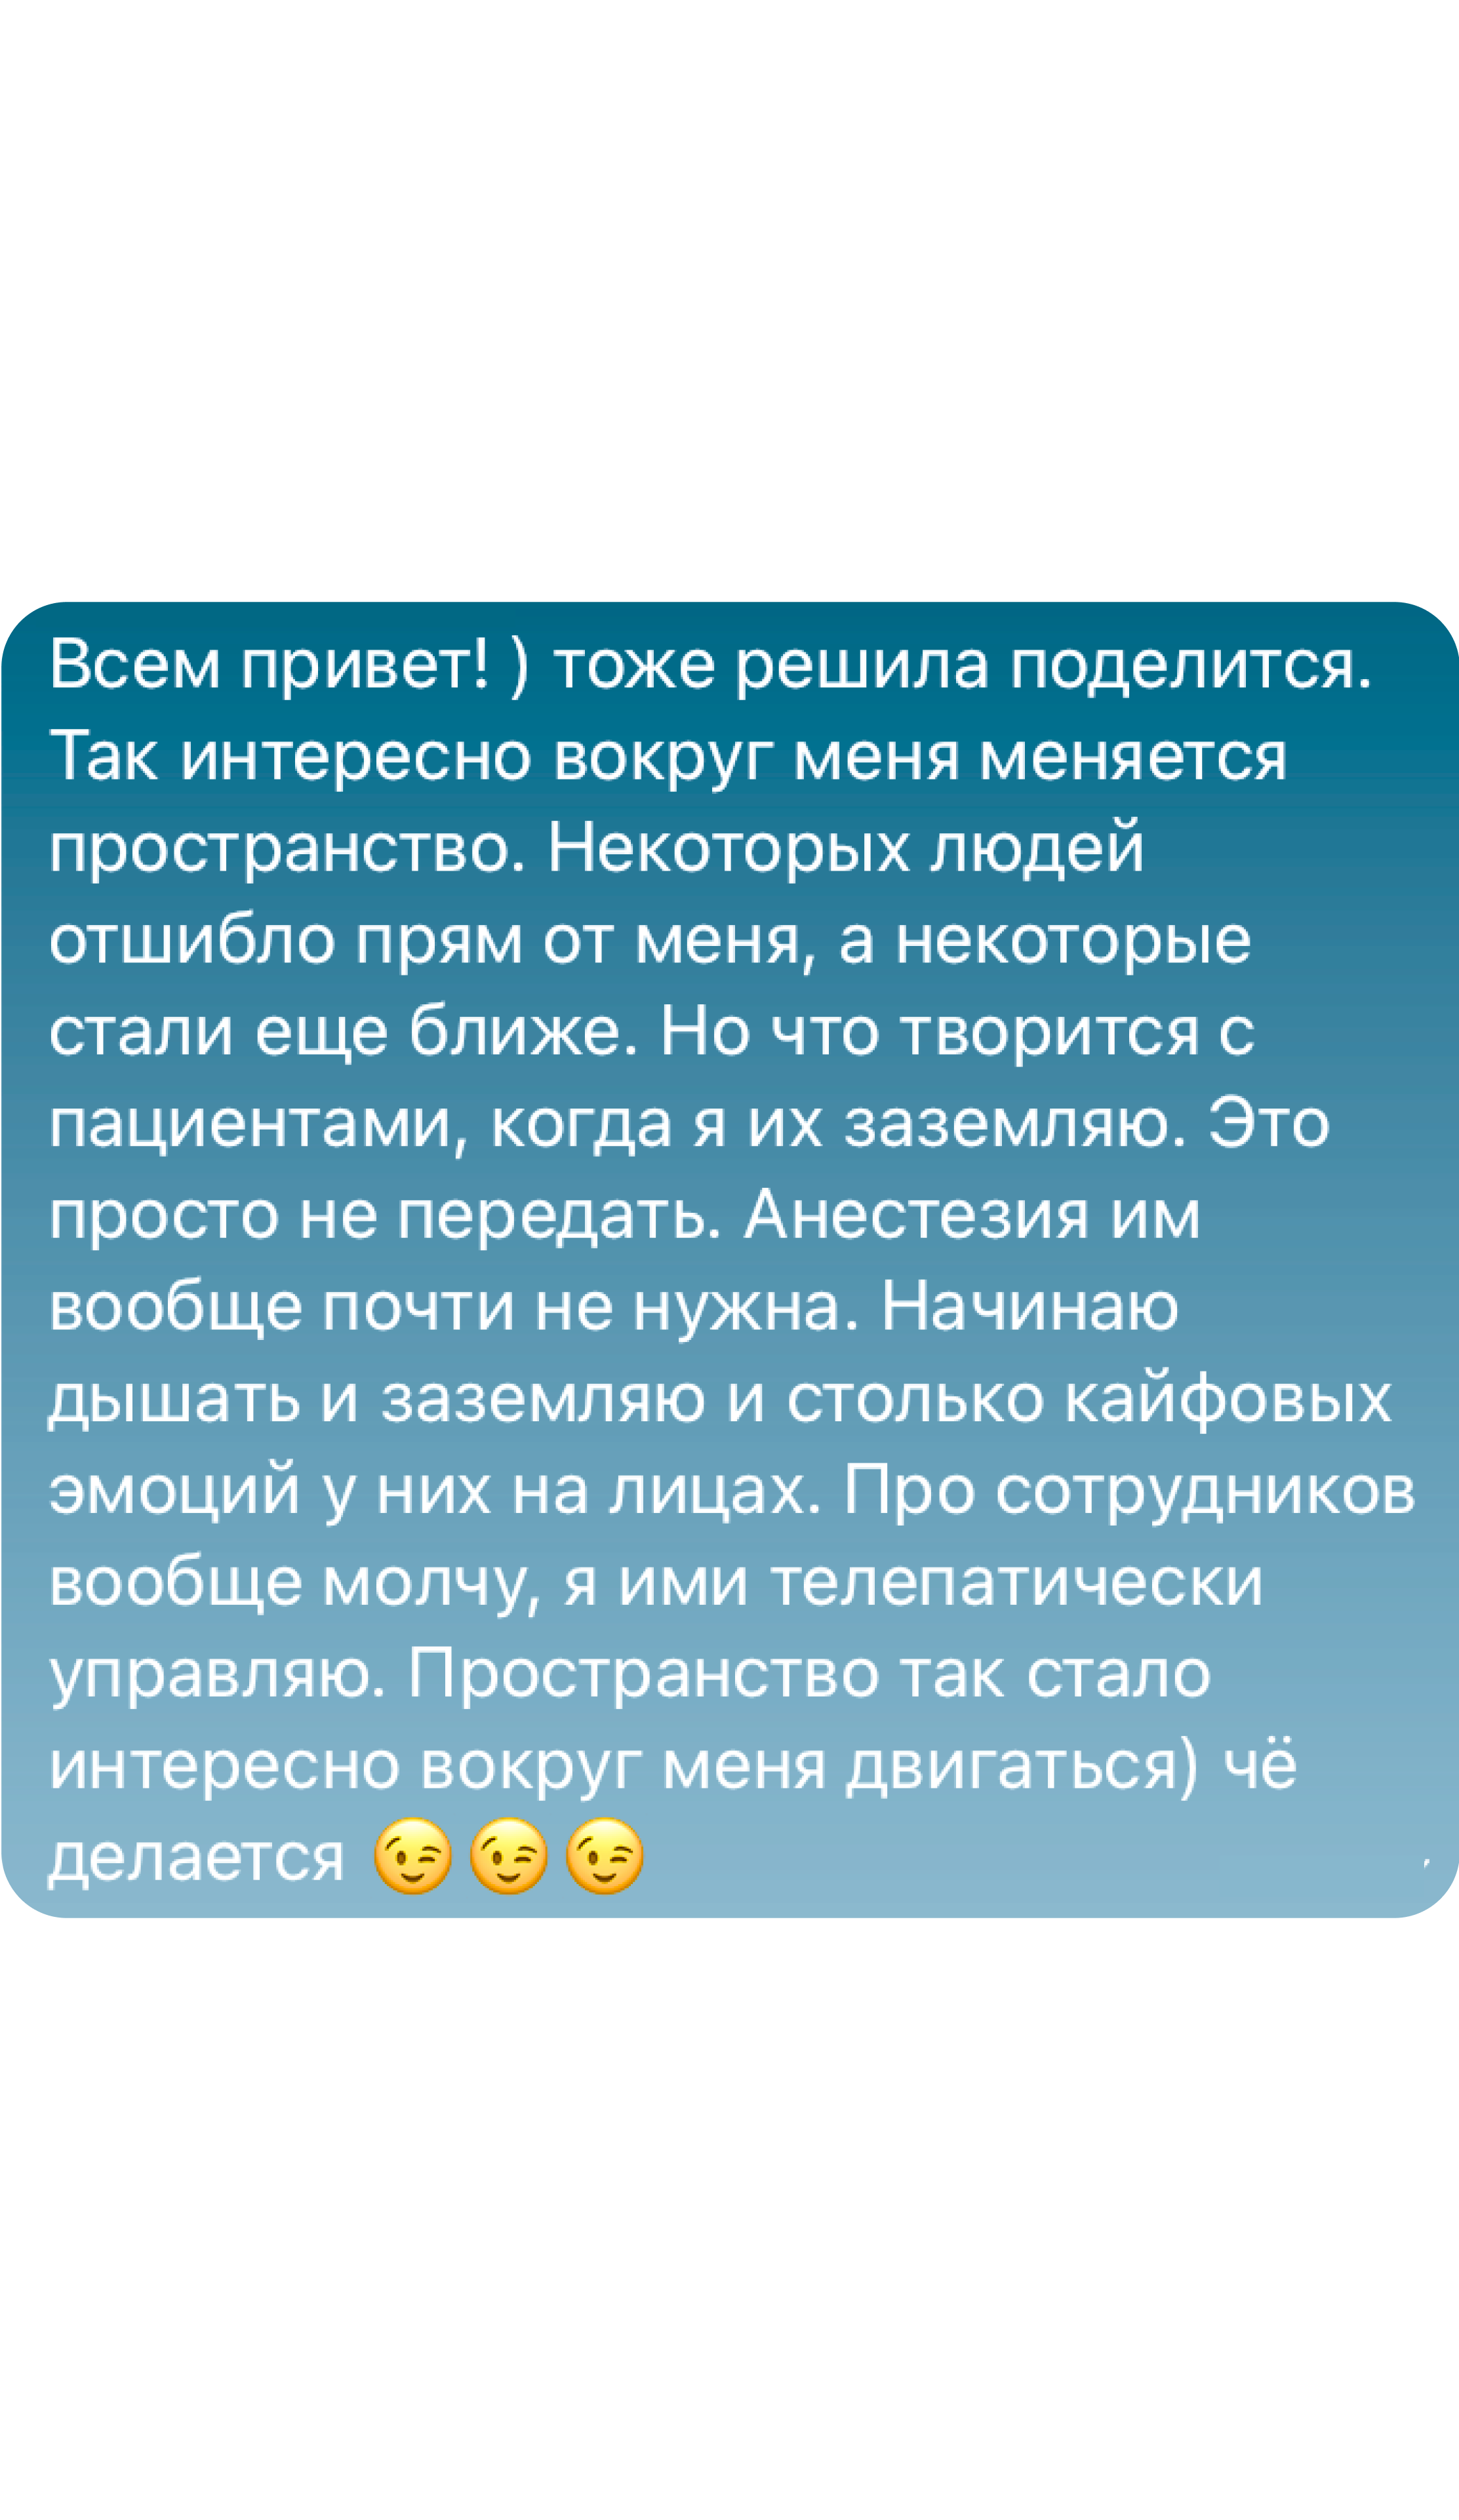 Всем привет! ) тоже решила поделится.
Так интересно вокруг меня меняется
пространство. Некоторых людей
отшибло прям от меня, а некоторые
стали еще ближе. Но что творится с
пациентами, когда я их заземляю. Это
просто не передать. Анестезия им
вообще почти не нужна. Начинаю
дышать и заземляю и столько кайфовых
эмоций у них на лицах. Про сотрудников
вообще молчу, я ими телепатически
управляю. Пространство так стало
интересно вокруг меня двигаться) чё
делается 😉😉😉